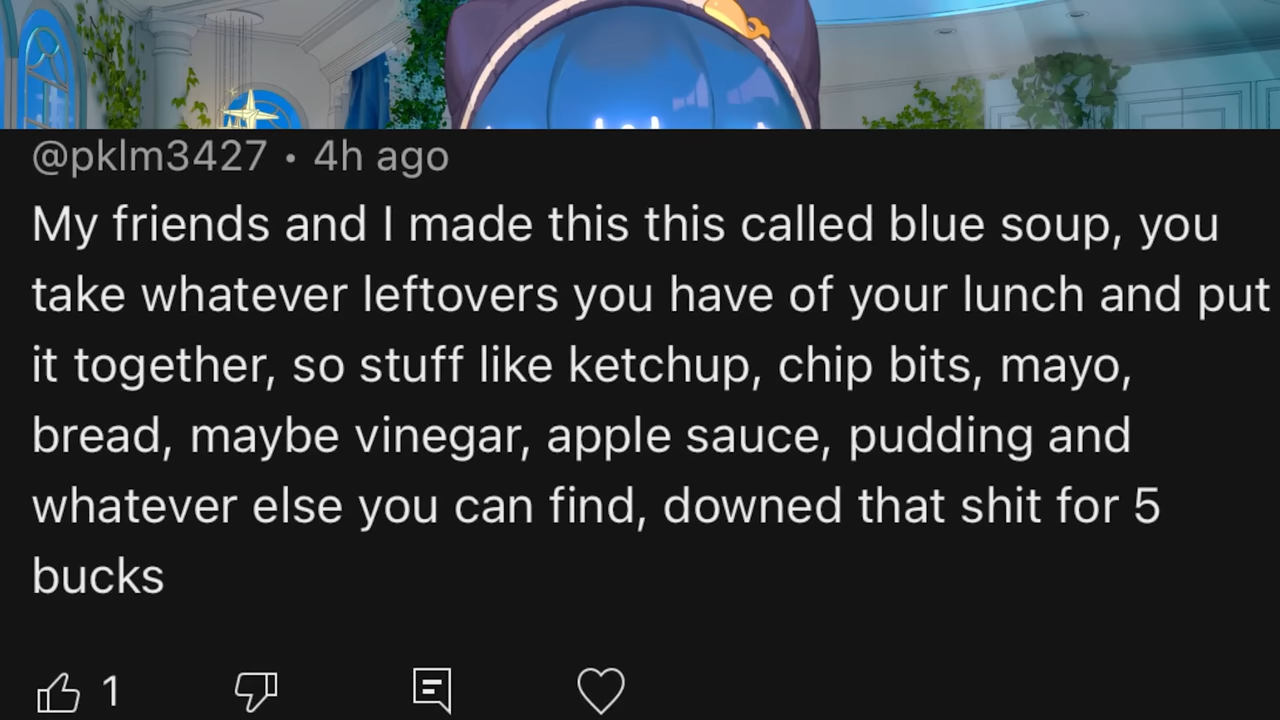 @pklm3427 • 4h ago
My friends and I made this this called blue soup, you
take whatever leftovers you have of your lunch and put
it together, so stuff like ketchup, chip bits, mayo,
bread, maybe vinegar, apple sauce, pudding and
whatever else you can find, downed that shit for 5
bucks
1